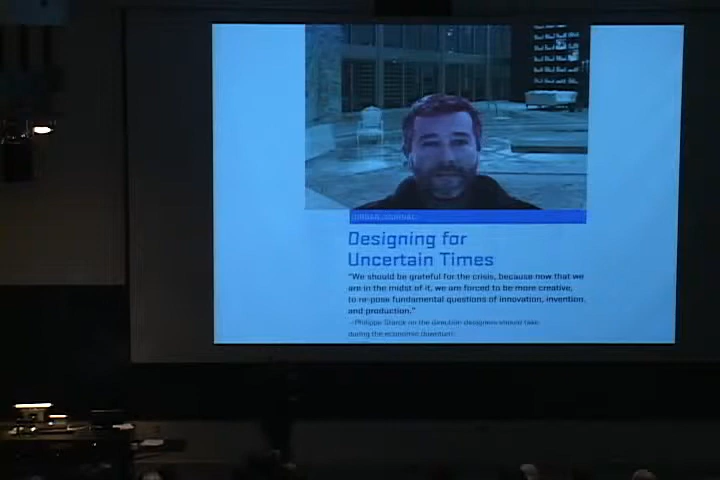 URBAN JOURNAL
Designing for
Uncertain Times
"We should be grateful for the crisis, because now that we
are in the midst of it, we are forced to be more creative,
to re-pose fundamental questions of innovation, invention,
and production."
—Philippe Starck on the direction designers should take
during the economic downturn